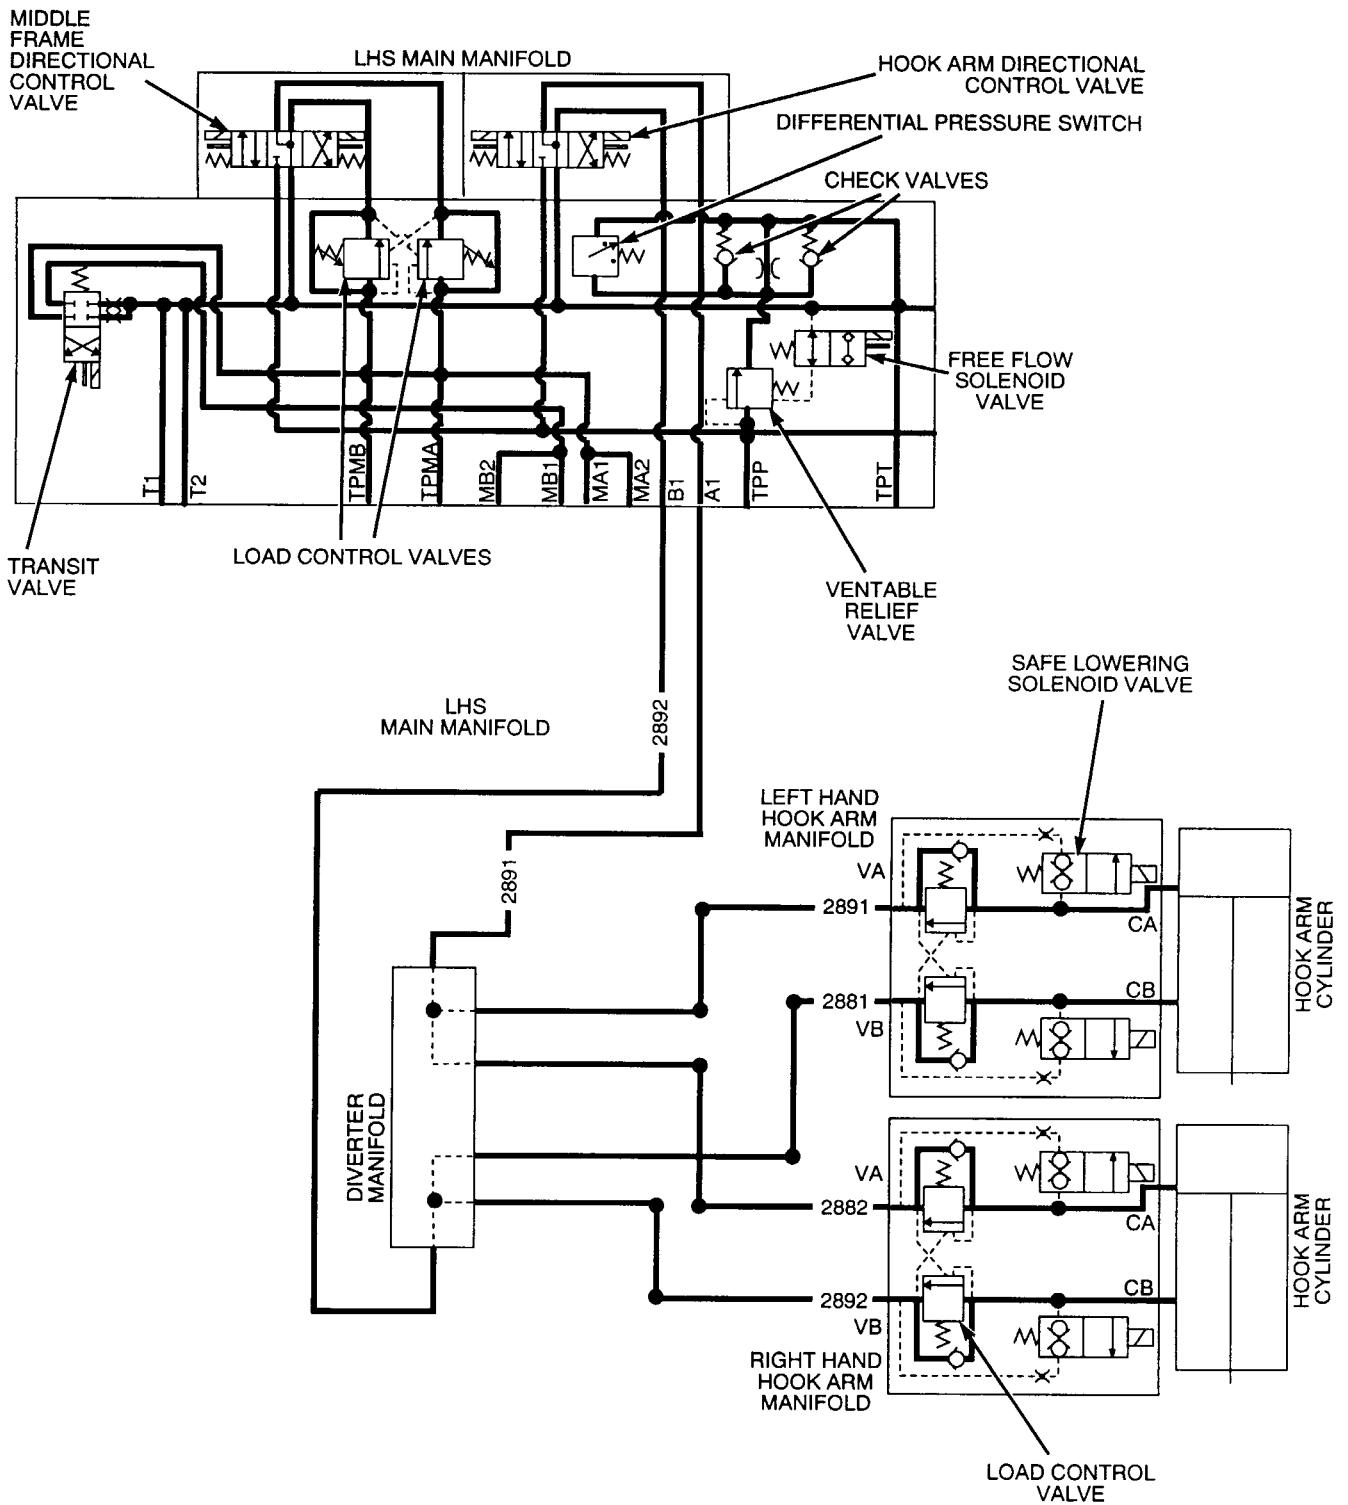 MIDDLE
FRAME
DIRECTIONAL
CONTROL
VALVE
LHS MAIN MANIFOLD
HOOK ARM DIRECTIONAL
CONTROL VALVE
DIFFERENTIAL PRESSURE SWITCH
CHECK VALVES
FREE FLOW
SOLENOID
VALVE
T1
T2
TPMB
TPMA
MB2
MB1
MA1
MA2
B1
A1
TPP
TPT
TRANSIT
VALVE
LOAD CONTROL VALVES
VENTABLE
RELIEF
VALVE
SAFE LOWERING
SOLENOID VALVE
LHS
MAIN MANIFOLD
2892
2891
LEFT HAND
HOOK ARM
MANIFOLD
VA
2891
CA
CB
2881
VB
HOOK ARM
CYLINDER
DIVERTER
MANIFOLD
VA
2882
CA
CB
2892
VB
HOOK ARM
CYLINDER
RIGHT HAND
HOOK ARM
MANIFOLD
LOAD CONTROL
VALVE